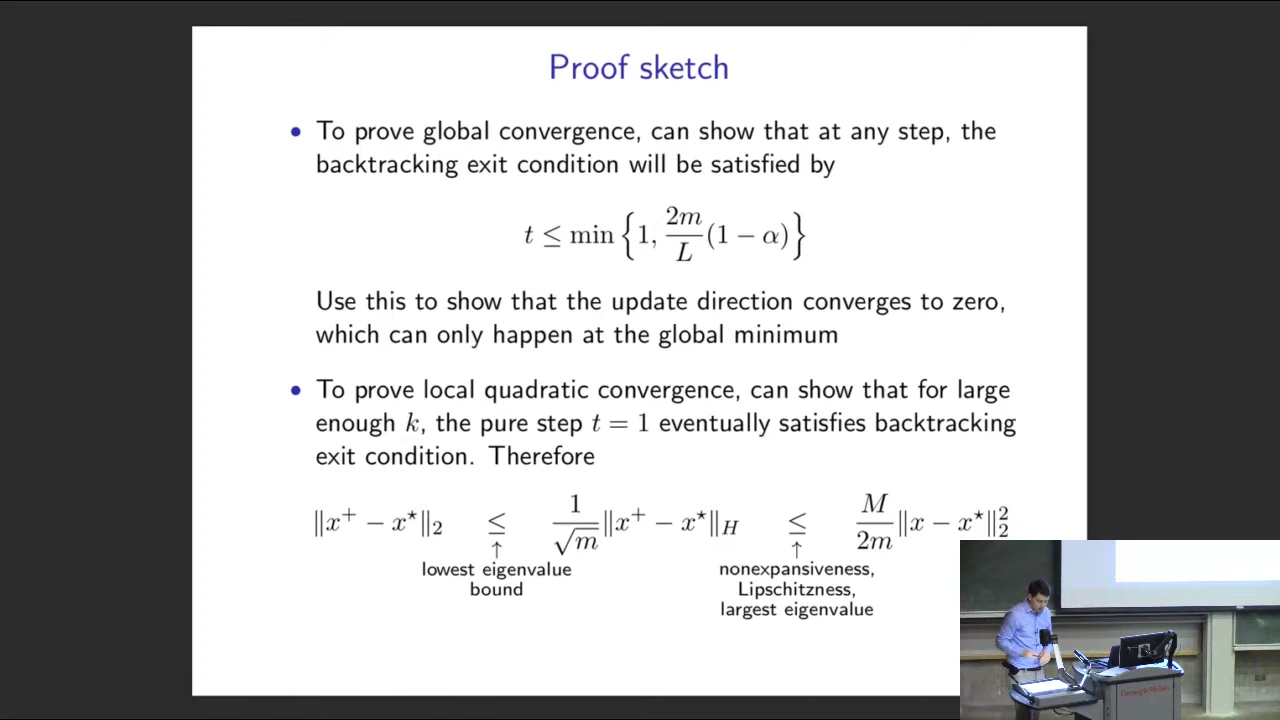 Proof sketch
• To prove global convergence, can show that at any step, the
backtracking exit condition will be satisfied by
t ≤ min { 1, 2m/L (1 − α) }
Use this to show that the update direction converges to zero,
which can only happen at the global minimum
• To prove local quadratic convergence, can show that for large
enough k, the pure step t = 1 eventually satisfies backtracking
exit condition. Therefore
‖x⁺ − x⋆‖₂ ≤ 1/√m ‖x⁺ − x⋆‖_H ≤ M/2m ‖x − x⋆‖₂²
↑ ↑
lowest eigenvalue nonexpansiveness,
bound Lipschitzness,
largest eigenvalue
Carnegie Mellon